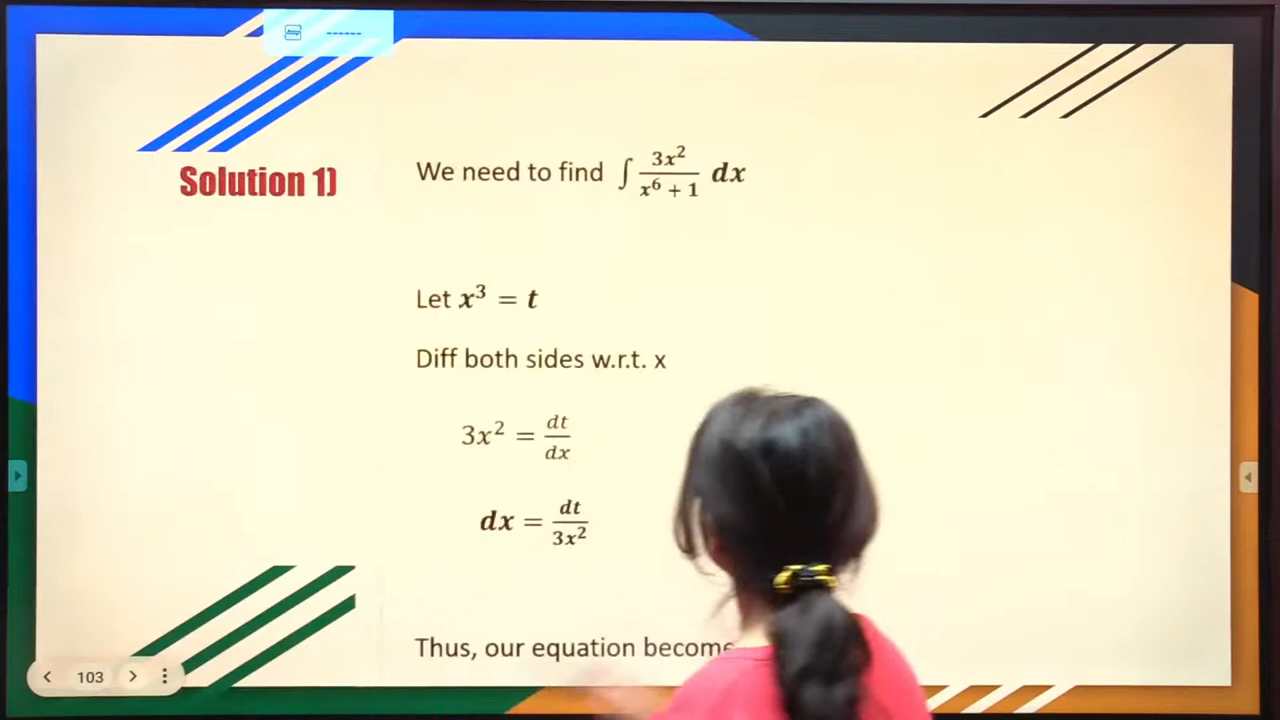 Solution 1)
We need to find ∫ 3x²/(x⁶ + 1) dx
Let x³ = t
Diff both sides w.r.t. x
3x² = dt/dx
dx = dt/3x²
Thus, our equation
103